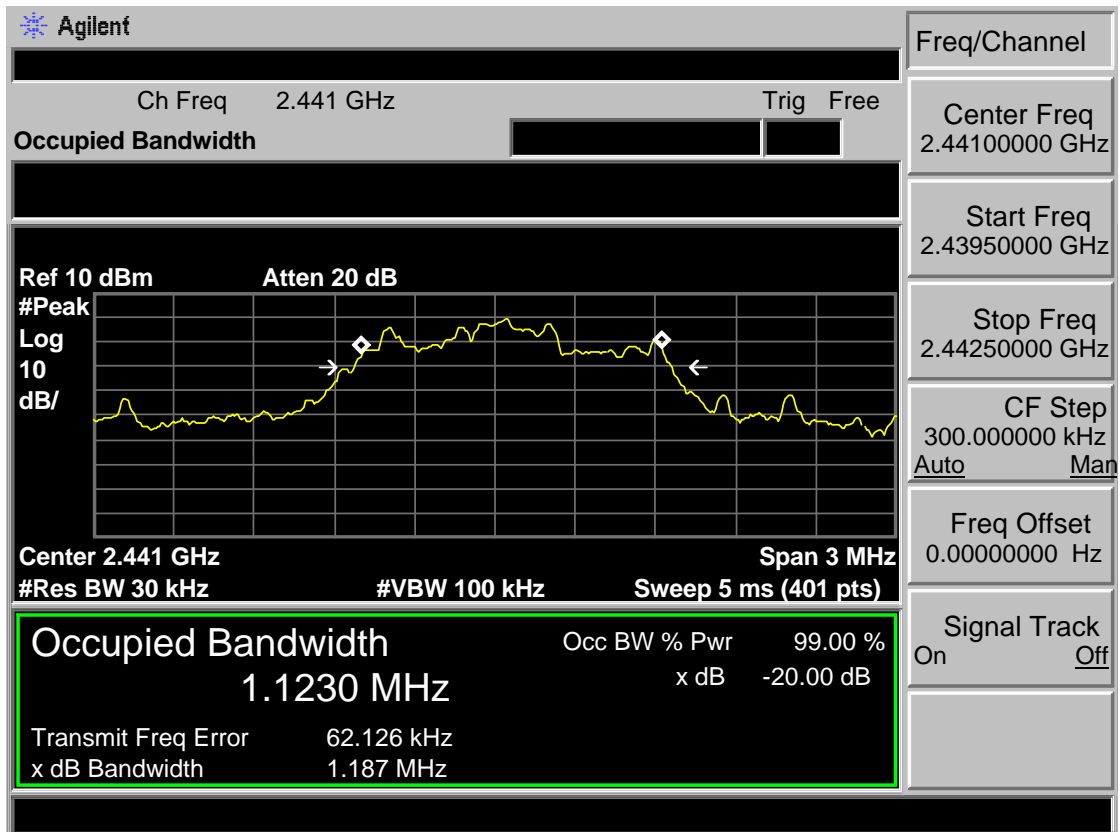 Agilent
Freq/Channel
Ch Freq 2.441 GHz Trig Free
Occupied Bandwidth
Center Freq
2.44100000 GHz
Start Freq
2.43950000 GHz
Stop Freq
2.44250000 GHz
CF Step
300.000000 kHz
Auto Man
Freq Offset
0.00000000 Hz
Signal Track
On Off
Ref 10 dBm Atten 20 dB
#Peak
Log
10
dB/
Center 2.441 GHz Span 3 MHz
#Res BW 30 kHz #VBW 100 kHz Sweep 5 ms (401 pts)
Occupied Bandwidth
1.1230 MHz
Occ BW % Pwr 99.00 %
x dB -20.00 dB
Transmit Freq Error 62.126 kHz
x dB Bandwidth 1.187 MHz